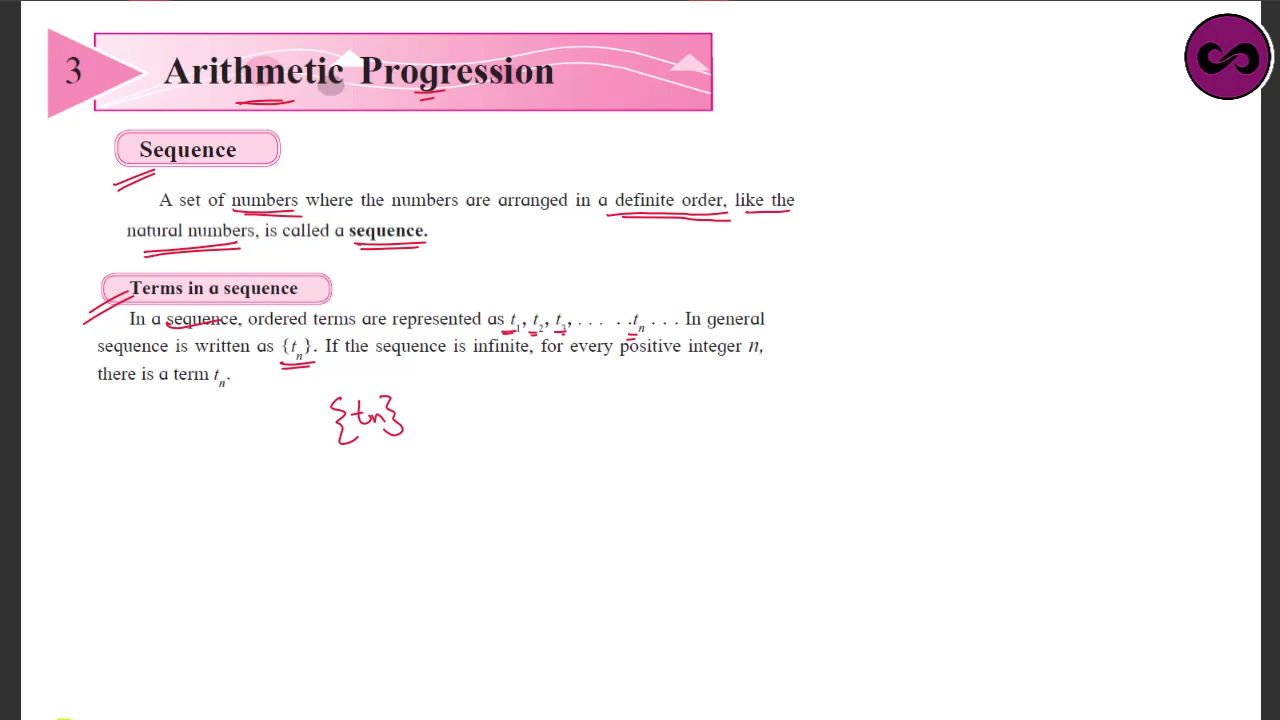 3 Arithmetic Progression
Sequence
A set of numbers where the numbers are arranged in a definite order, like the
natural numbers, is called a sequence.
Terms in a sequence
In a sequence, ordered terms are represented as t₁, t₂, t₃, . . . . .tₙ . . . In general
sequence is written as {tₙ}. If the sequence is infinite, for every positive integer n,
there is a term tₙ.
{tn}